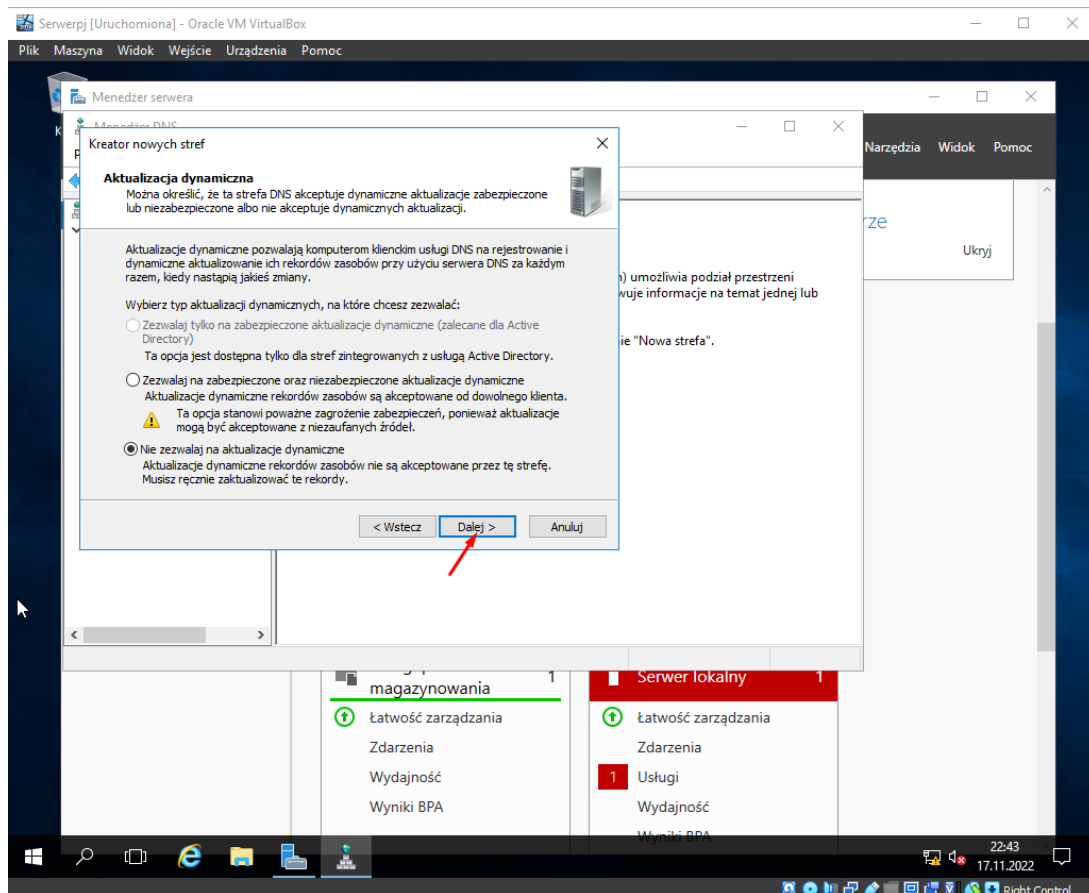 Serwerpj [Uruchomiona] - Oracle VM VirtualBox
Plik Maszyna Widok Wejście Urządzenia Pomoc
Menedżer serwera
Menedżer DNS
Narzędzia Widok Pomoc
Kreator nowych stref
Aktualizacja dynamiczna
Można określić, że ta strefa DNS akceptuje dynamiczne aktualizacje zabezpieczone
lub niezabezpieczone albo nie akceptuje dynamicznych aktualizacji.
rze
Ukryj
Aktualizacje dynamiczne pozwalają komputerom klienckim usługi DNS na rejestrowanie i
dynamiczne aktualizowanie ich rekordów zasobów przy użyciu serwera DNS za każdym
razem, kiedy nastąpią jakieś zmiany.
) umożliwia podział przestrzeni
wuje informacje na temat jednej lub
Wybierz typ aktualizacji dynamicznych, na które chcesz zezwalać:
Zezwalaj tylko na zabezpieczone aktualizacje dynamiczne (zalecane dla Active
Directory)
ie "Nowa strefa".
Ta opcja jest dostępna tylko dla stref zintegrowanych z usługą Active Directory.
Zezwalaj na zabezpieczone oraz niezabezpieczone aktualizacje dynamiczne
Aktualizacje dynamiczne rekordów zasobów są akceptowane od dowolnego klienta.
Ta opcja stanowi poważne zagrożenie zabezpieczeń, ponieważ aktualizacje
mogą być akceptowane z niezaufanych źródeł.
Nie zezwalaj na aktualizacje dynamiczne
Aktualizacje dynamiczne rekordów zasobów nie są akceptowane przez tę strefę.
Musisz ręcznie zaktualizować te rekordy.
< Wstecz Dalej > Anuluj
magazynowania 1
Łatwość zarządzania
Zdarzenia
Wydajność
Wyniki BPA
Serwer lokalny 1
Łatwość zarządzania
Zdarzenia
1 Usługi
Wydajność
Wyniki BPA
22:43
17.11.2022
Right Control